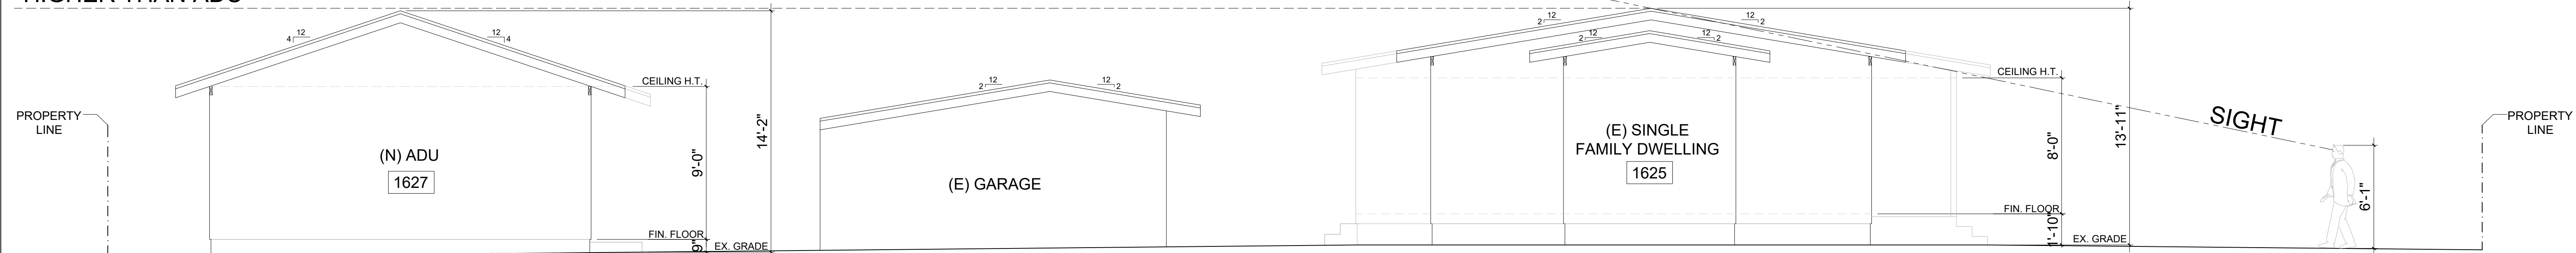 HIGHER THAN ADU
12
4
12
4
CEILING H.T.
PROPERTY
LINE
(N) ADU
1627
9'-0"
14'-2"
FIN. FLOOR
9"
EX. GRADE
12
2
12
2
(E) GARAGE
12
2
12
2
12
2
12
2
CEILING H.T.
(E) SINGLE
FAMILY DWELLING
1625
8'-0"
13'-11"
FIN. FLOOR
1'-10"
EX. GRADE
SIGHT
6'-1"
PROPERTY
LINE